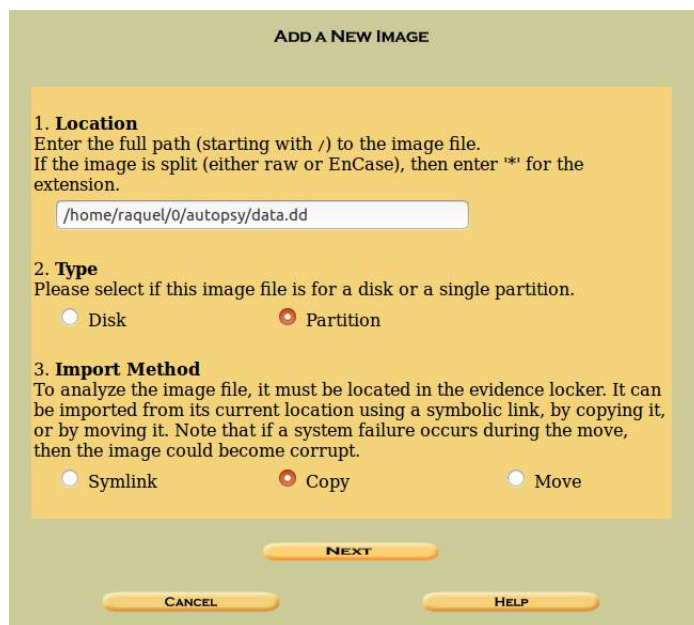 ADD A NEW IMAGE
1. Location
Enter the full path (starting with /) to the image file.
If the image is split (either raw or EnCase), then enter '*' for the
extension.
/home/raquel/0/autopsy/data.dd
2. Type
Please select if this image file is for a disk or a single partition.
Disk Partition
3. Import Method
To analyze the image file, it must be located in the evidence locker. It can
be imported from its current location using a symbolic link, by copying it,
or by moving it. Note that if a system failure occurs during the move,
then the image could become corrupt.
Symlink Copy Move
NEXT
CANCEL HELP